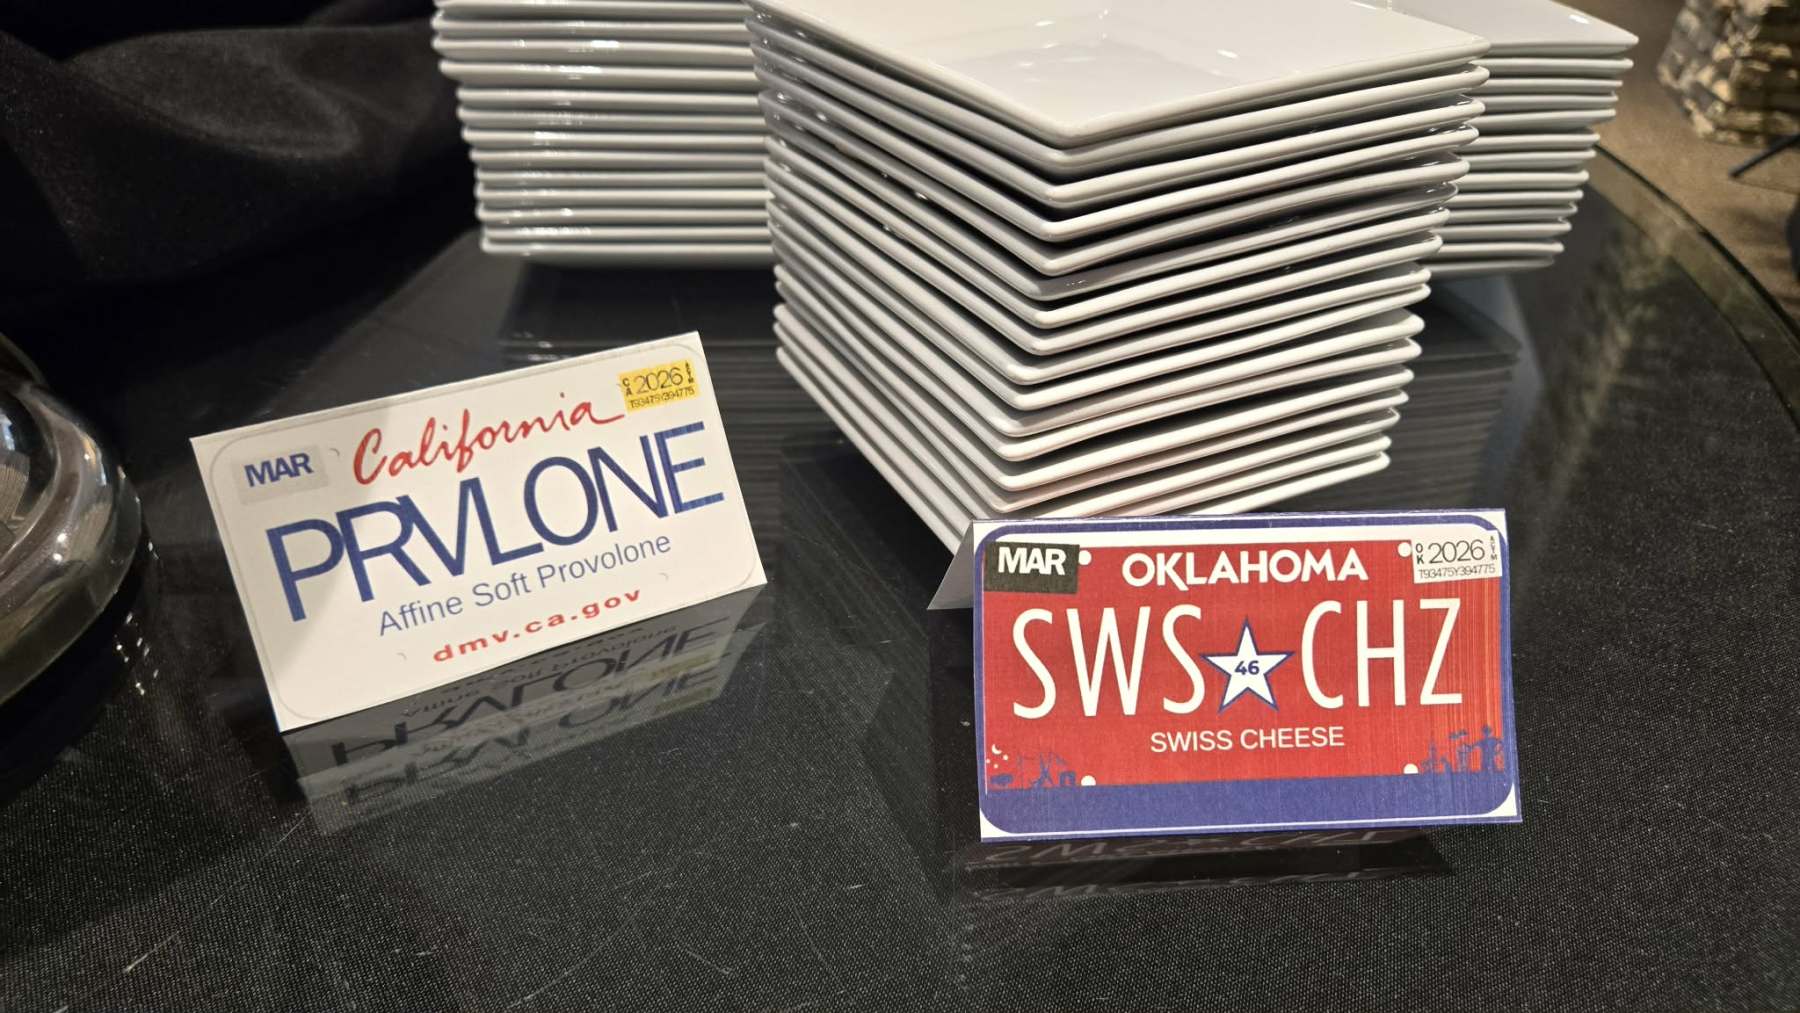 MAR
California
CA 2026
T93475Y394775
PRVLONE
Affine Soft Provolone
dmv.ca.gov
MAR
OKLAHOMA
OK 2026
T93475Y394775
SWS 46 CHZ
SWISS CHEESE